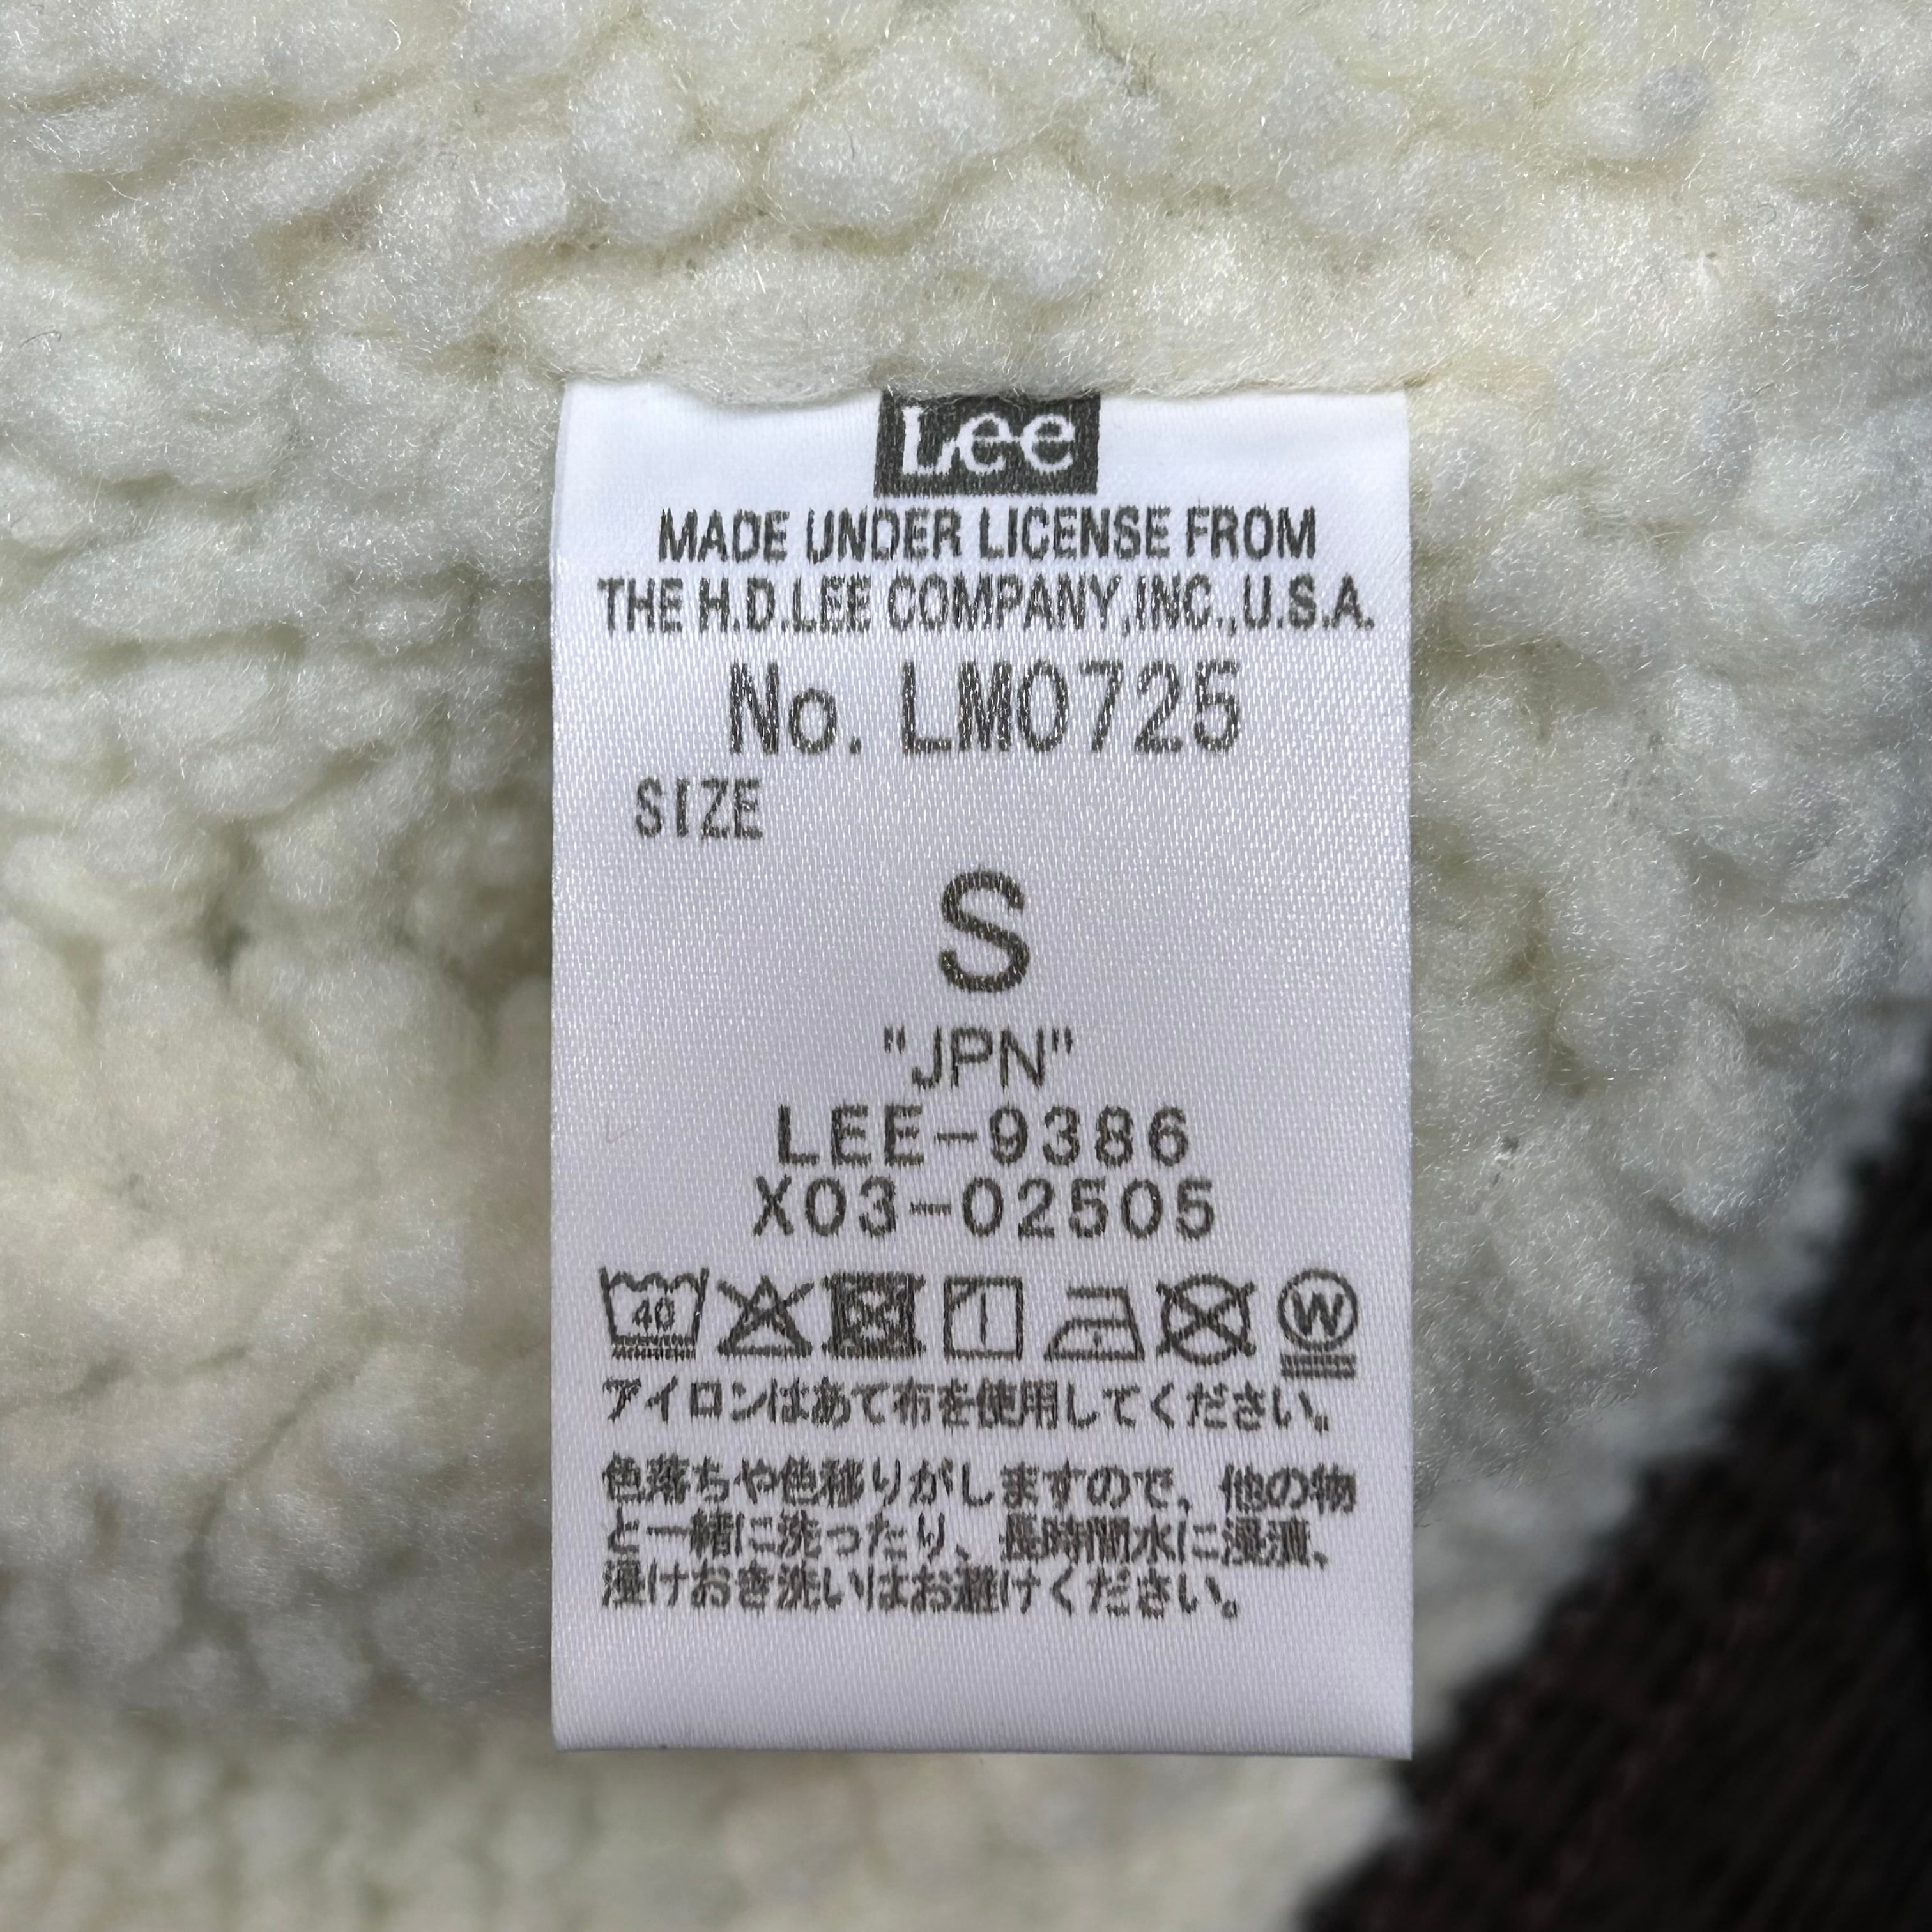 Lee
MADE UNDER LICENSE FROM
THE H.D.LEE COMPANY,INC.,U.S.A.
No. LM0725
SIZE
S
"JPN"
LEE-9386
X03-02505
40 W
アイロンはあて布を使用してください。
色落ちや色移りがしますので、他の物
と一緒に洗ったり、長時間水に浸漬、
浸けおき洗いはお避けください。